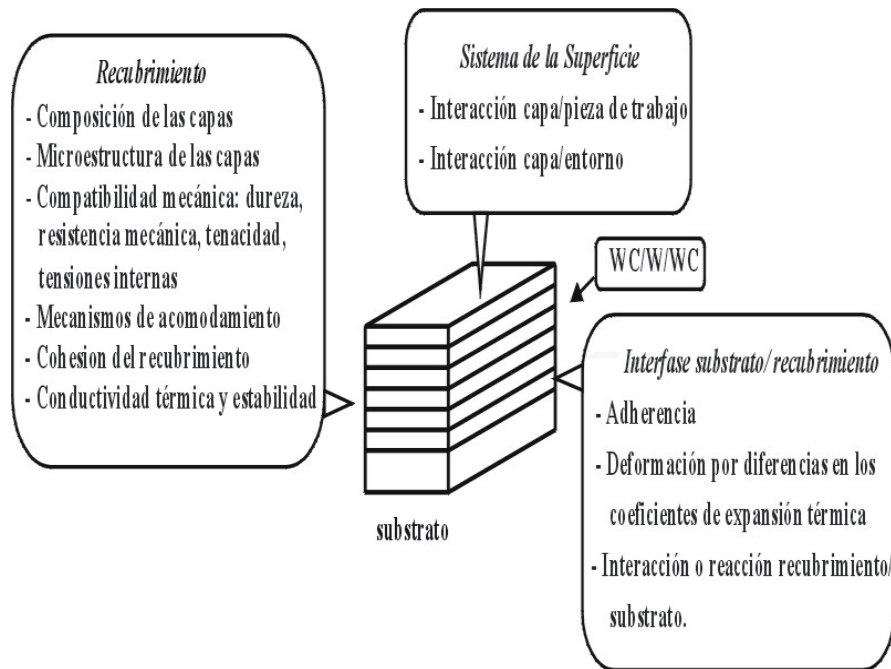 Recubrimiento
- Composición de las capas
- Microestructura de las capas
- Compatibilidad mecánica: dureza,
resistencia mecánica, tenacidad,
tensiones internas
- Mecanismos de acomodamiento
- Cohesion del recubrimiento
- Conductividad térmica y estabilidad
Sistema de la Superficie
- Interacción capa/pieza de trabajo
- Interacción capa/entorno
WC/W/WC
Interfase substrato/recubrimiento
- Adherencia
- Deformación por diferencias en los
coeficientes de expansión térmica
- Interacción o reacción recubrimiento/
substrato.
substrato